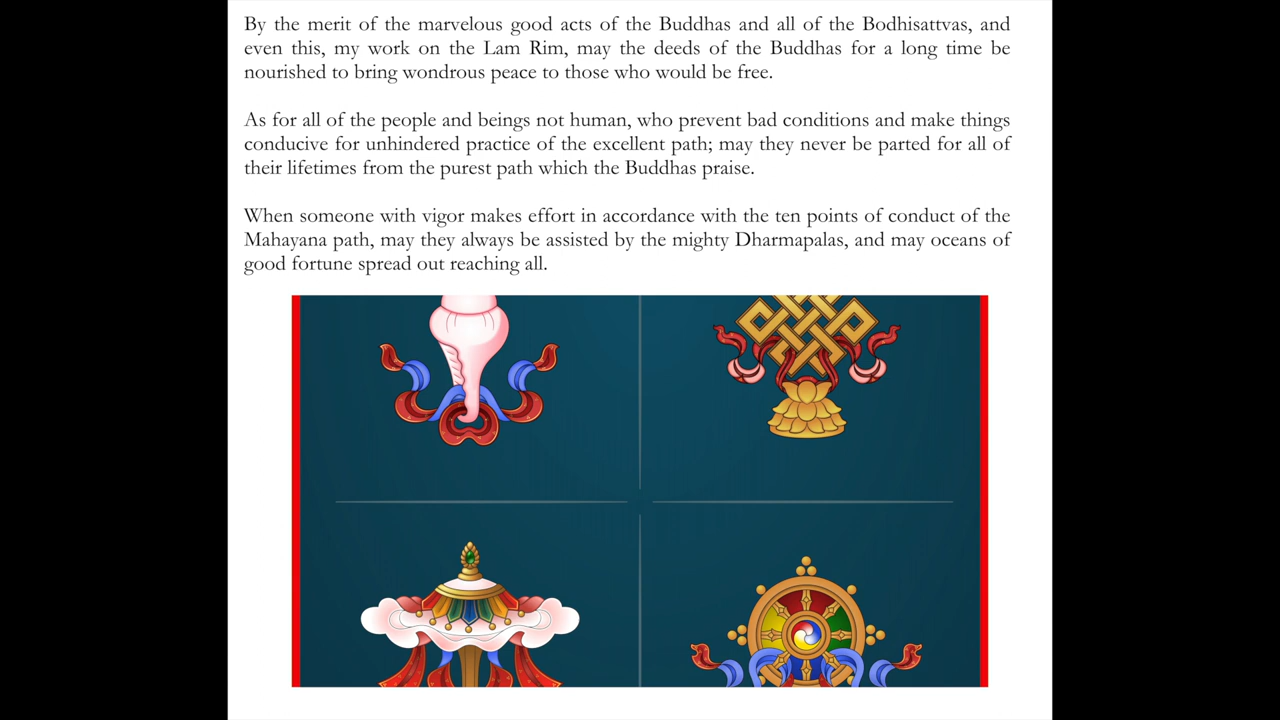 By the merit of the marvelous good acts of the Buddhas and all of the Bodhisattvas, and
even this, my work on the Lam Rim, may the deeds of the Buddhas for a long time be
nourished to bring wondrous peace to those who would be free.
As for all of the people and beings not human, who prevent bad conditions and make things
conducive for unhindered practice of the excellent path; may they never be parted for all of
their lifetimes from the purest path which the Buddhas praise.
When someone with vigor makes effort in accordance with the ten points of conduct of the
Mahayana path, may they always be assisted by the mighty Dharmapalas, and may oceans of
good fortune spread out reaching all.